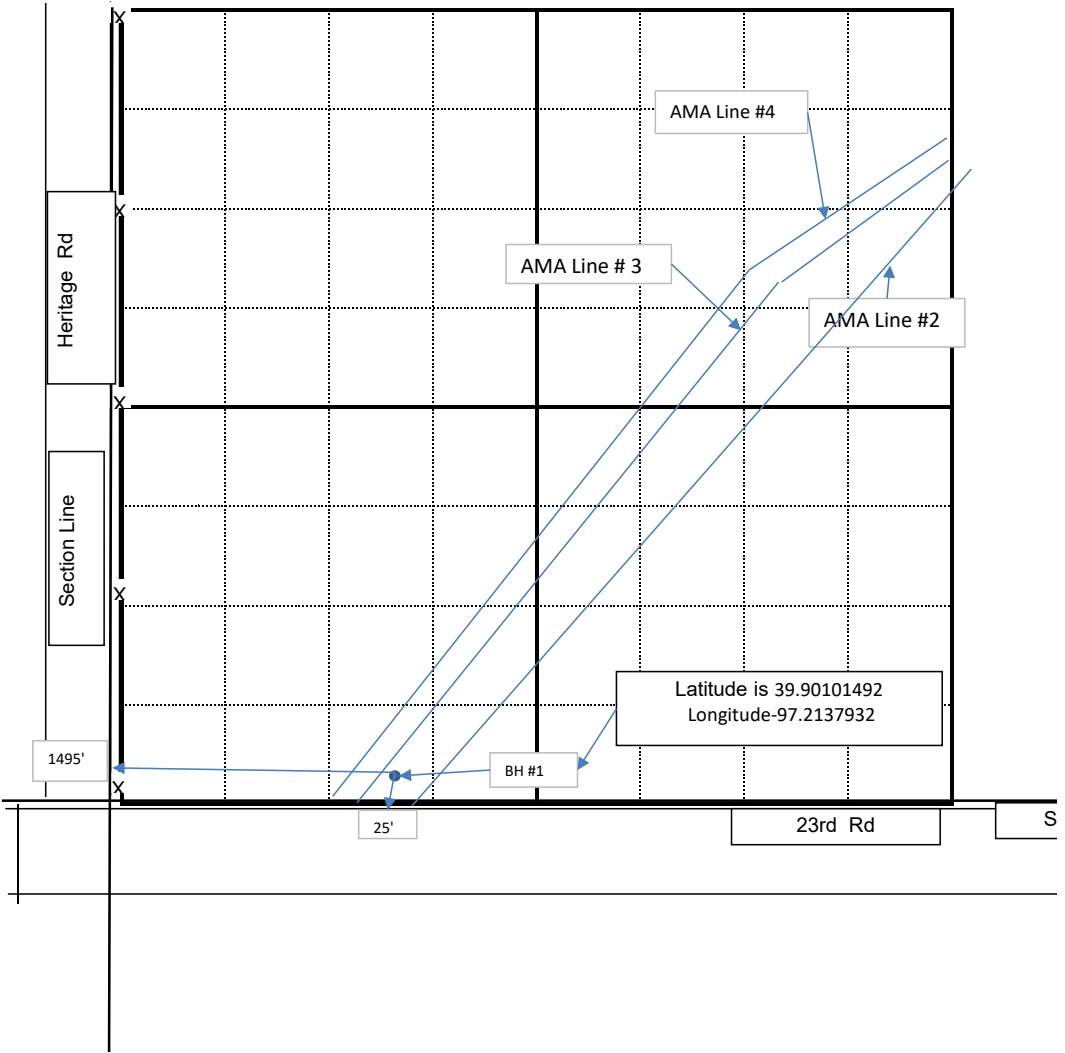 X
AMA Line #4
X
Heritage  Rd
AMA Line # 3
AMA Line #2
X
Section Line
X
Latitude is 39.90101492
Longitude-97.2137932
1495'
BH #1
X
25'
23rd  Rd
S